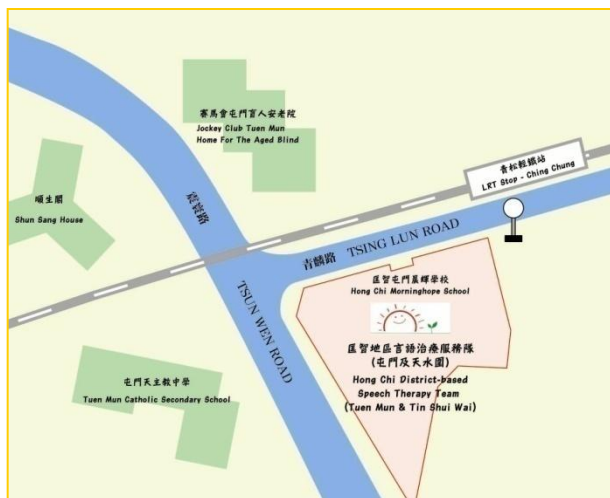 賽馬會屯門盲人安老院
Jockey Club Tuen Mun
Home For The Aged Blind
青松輕鐵站
LRT Stop - Ching Chung
順生閣
Shun Sang House
震寰路
青麟路 TSING LUN ROAD
TSUN WEN ROAD
匡智屯門晨輝學校
Hong Chi Morninghope School
匡智地區言語治療服務隊
(屯門及天水圍)
Hong Chi District-based
Speech Therapy Team
(Tuen Mun & Tin Shui Wai)
屯門天主教中學
Tuen Mun Catholic Secondary School